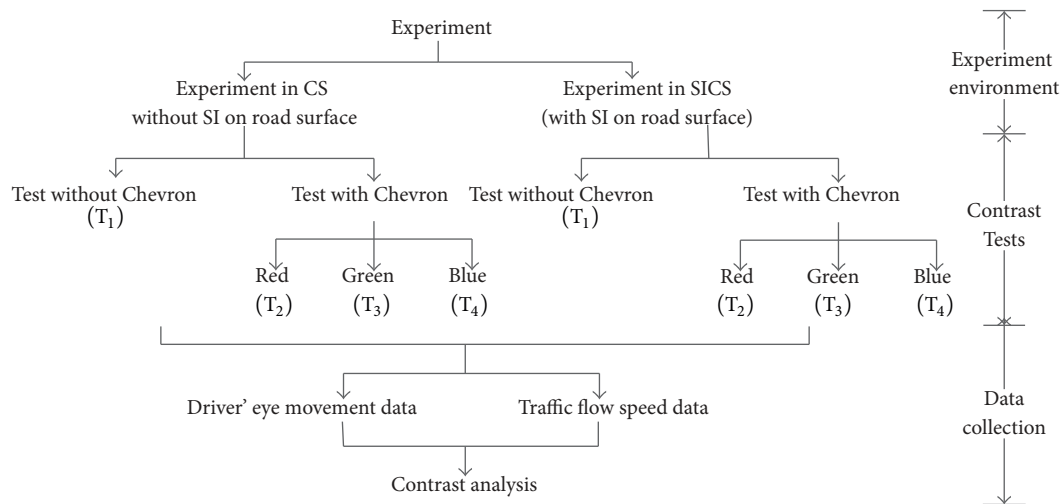 Experiment
Experiment in CS
without SI on road surface
Experiment in SICS
(with SI on road surface)
Experiment
environment
Test without Chevron
(T₁)
Test with Chevron
Test without Chevron
(T₁)
Test with Chevron
Contrast
Tests
Red
(T₂)
Green
(T₃)
Blue
(T₄)
Red
(T₂)
Green
(T₃)
Blue
(T₄)
Driver' eye movement data
Traffic flow speed data
Data
collection
Contrast analysis